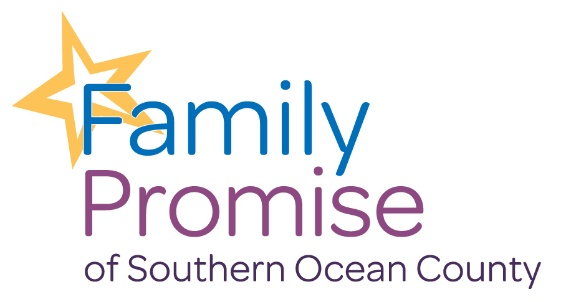 Family
Promise
of Southern Ocean County